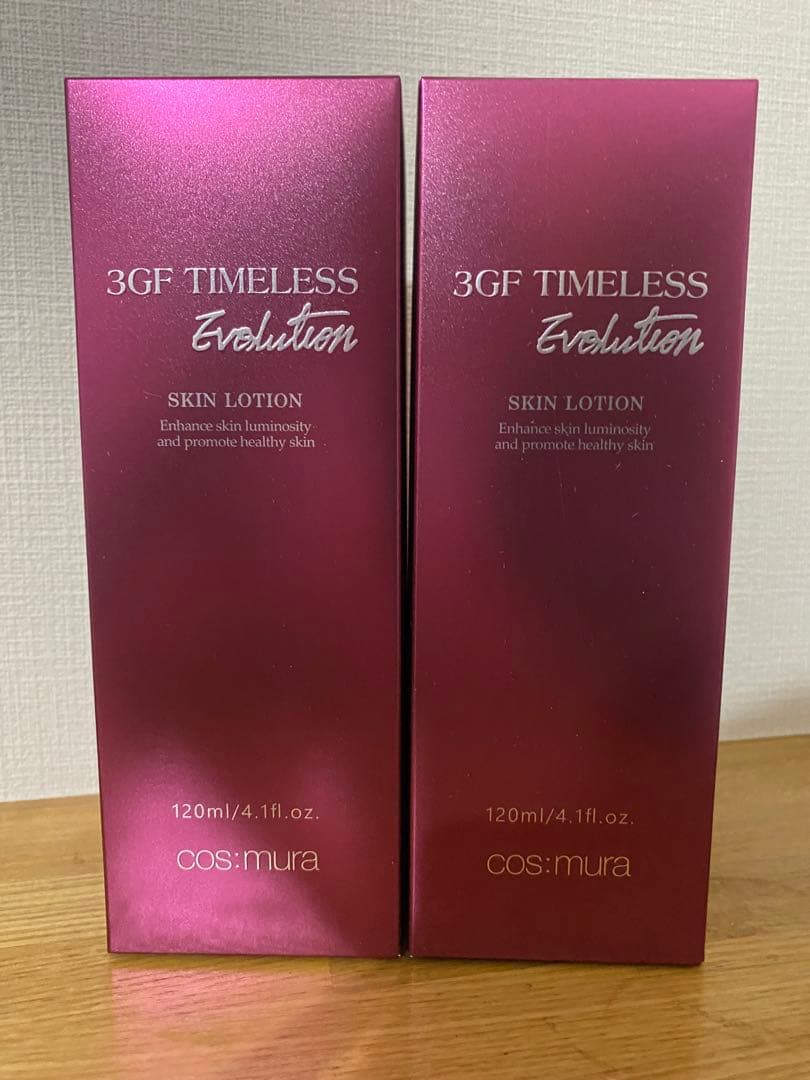 3GF TIMELESS
Evolution
SKIN LOTION
Enhance skin luminosity
and promote healthy skin
120ml/4.1fl.oz.
cos:mura
3GF TIMELESS
Evolution
SKIN LOTION
Enhance skin luminosity
and promote healthy skin
120ml/4.1fl.oz.
cos:mura